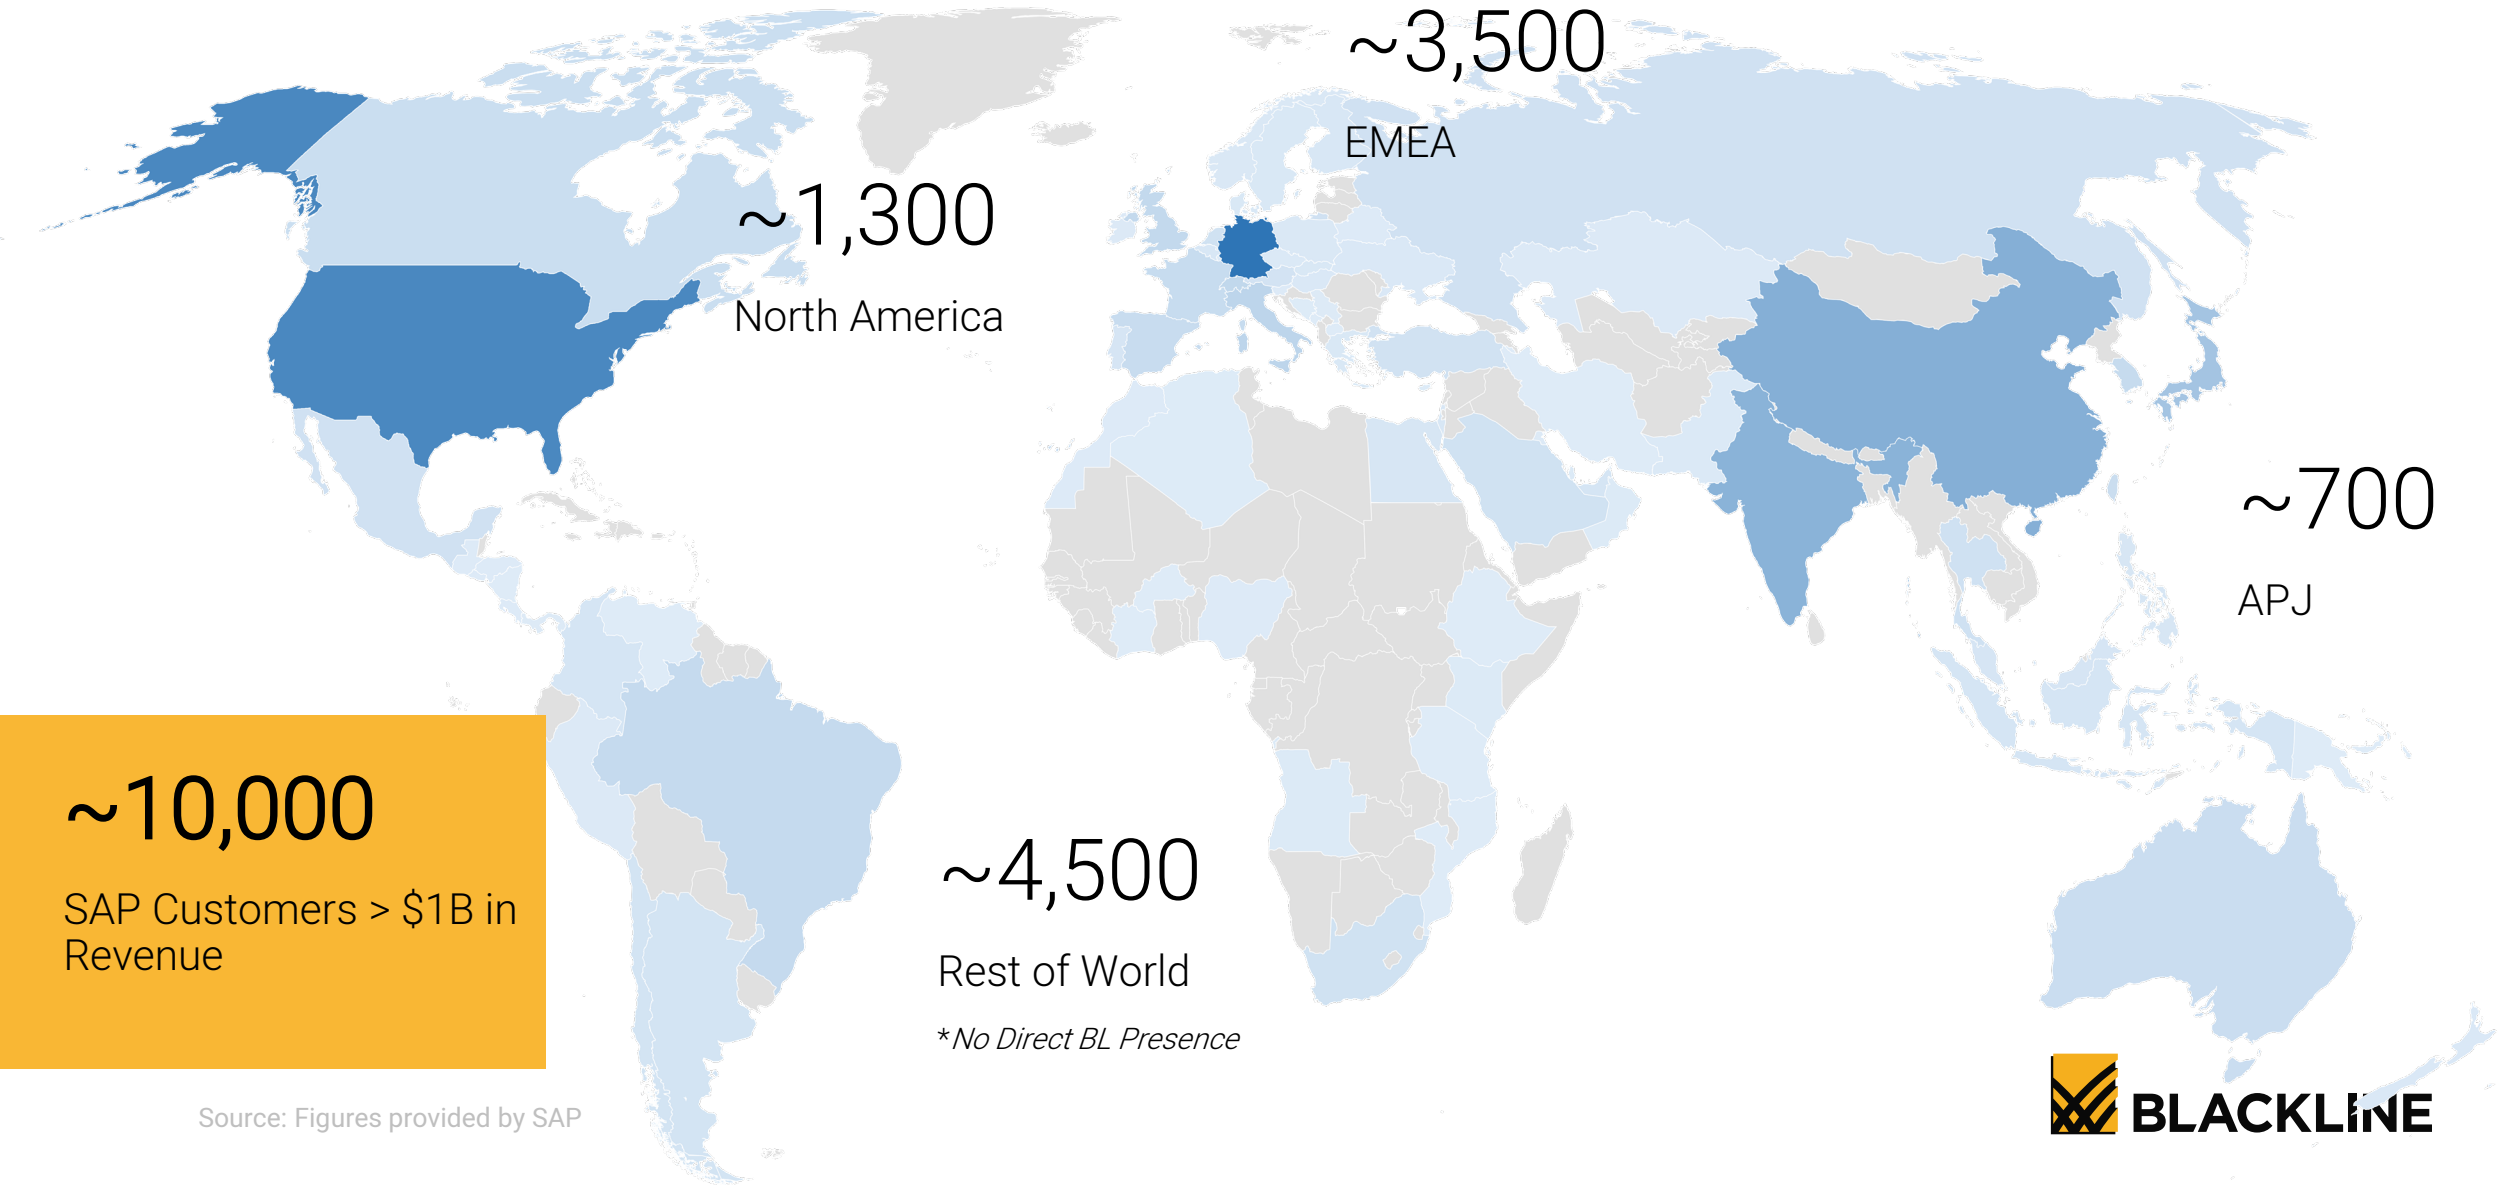 ~3,500
EMEA
~1,300
North America
~700
APJ
~10,000
SAP Customers > $1B in
Revenue
~4,500
Rest of World
*No Direct BL Presence
Source: Figures provided by SAP
BLACKLINE